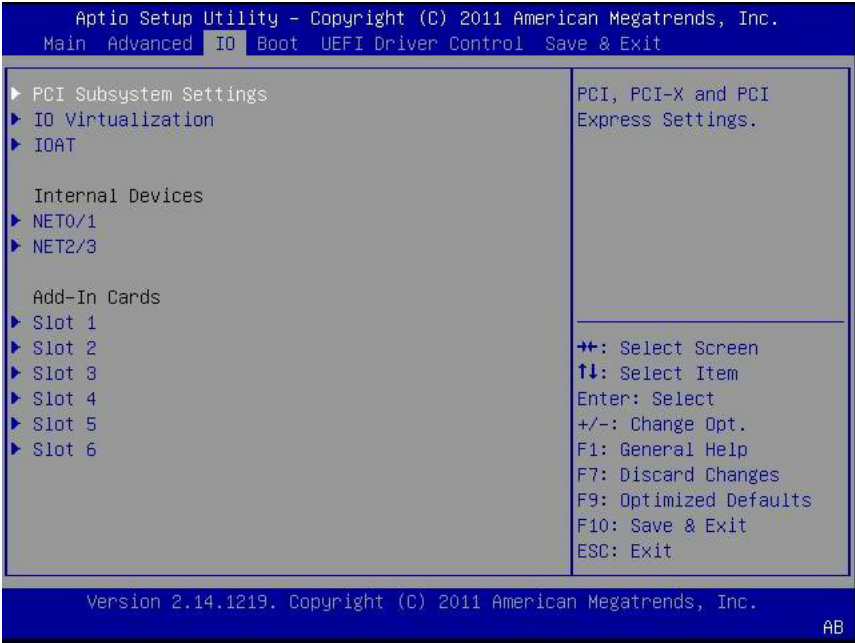 Aptio Setup Utility – Copyright (C) 2011 American Megatrends, Inc.
Main Advanced IO Boot UEFI Driver Control Save & Exit
PCI Subsystem Settings
IO Virtualization
IOAT
Internal Devices
NET0/1
NET2/3
Add-In Cards
Slot 1
Slot 2
Slot 3
Slot 4
Slot 5
Slot 6
PCI, PCI-X and PCI
Express Settings.
→←: Select Screen
↑↓: Select Item
Enter: Select
+/-: Change Opt.
F1: General Help
F7: Discard Changes
F9: Optimized Defaults
F10: Save & Exit
ESC: Exit
Version 2.14.1219. Copyright (C) 2011 American Megatrends, Inc.
AB